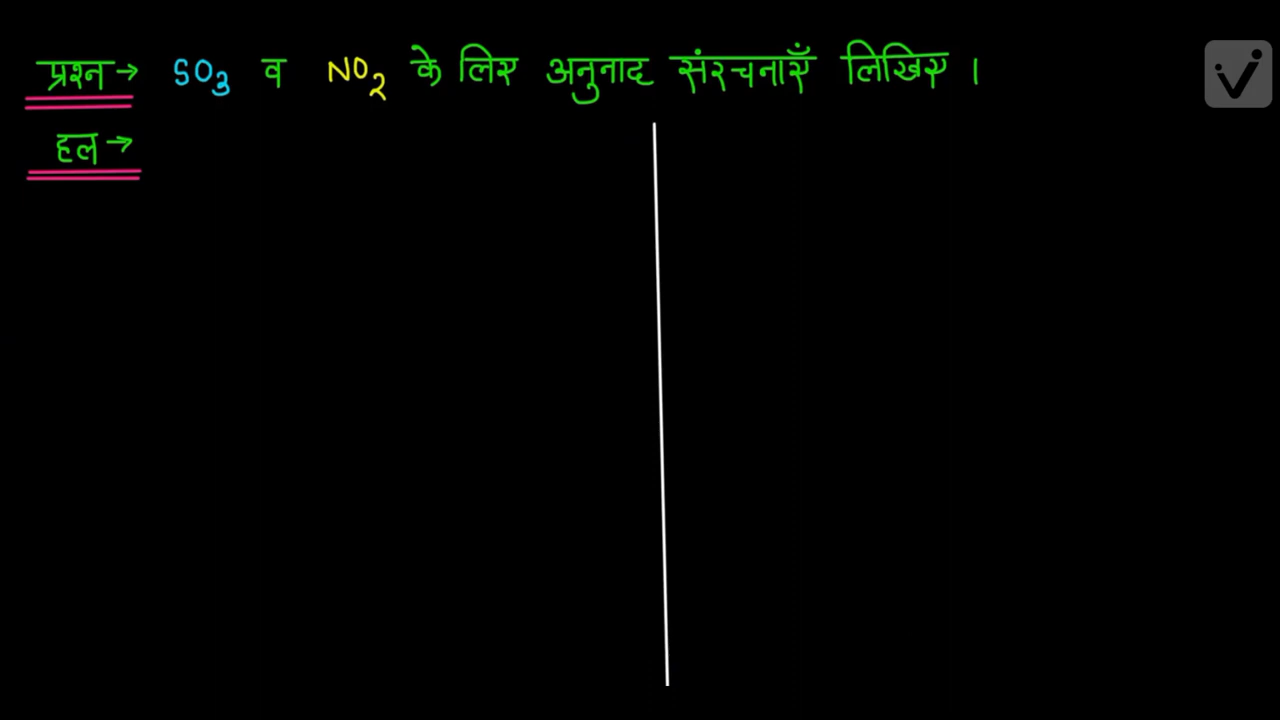 प्रश्न→ SO3 व NO2 के लिए अनुनाद संरचनाएँ लिखिए ।
हल→